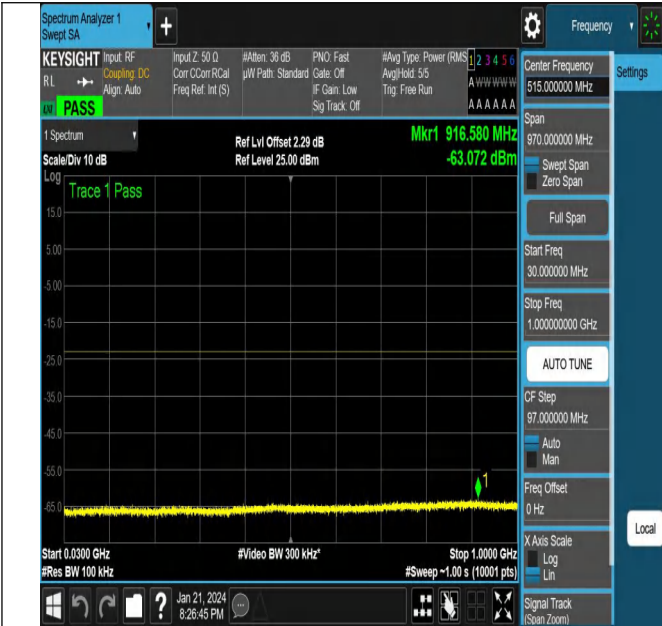 Spectrum Analyzer 1
Swept SA
+
Frequency
KEYSIGHT
RL
PASS
Input: RF
Coupling: DC
Align: Auto
Input Z: 50 Ω
Corr CCorr RCal
Freq Ref: Int (S)
#Atten: 36 dB
µW Path: Standard
PNO: Fast
Gate: Off
IF Gain: Low
Sig Track: Off
#Avg Type: Power (RMS
Avg|Hold: 5/5
Trig: Free Run
1 2 3 4 5 6
A W W W W W
A A A A A A
1 Spectrum
Scale/Div 10 dB
Ref Lvl Offset 2.29 dB
Ref Level 25.00 dBm
Mkr1 916.580 MHz
-63.072 dBm
Log
Trace 1 Pass
15.0
5.00
-5.00
-15.0
-25.0
-35.0
-45.0
-55.0
-65.0
1
Start 0.0300 GHz
#Res BW 100 kHz
#Video BW 300 kHz*
Stop 1.0000 GHz
#Sweep ~1.00 s (10001 pts)
Center Frequency
515.000000 MHz
Settings
Span
970.000000 MHz
Swept Span
Zero Span
Full Span
Start Freq
30.000000 MHz
Stop Freq
1.000000000 GHz
AUTO TUNE
CF Step
97.000000 MHz
Auto
Man
Freq Offset
0 Hz
X Axis Scale
Log
Lin
Local
Signal Track
(Span Zoom)
?
Jan 21, 2024
8:26:45 PM